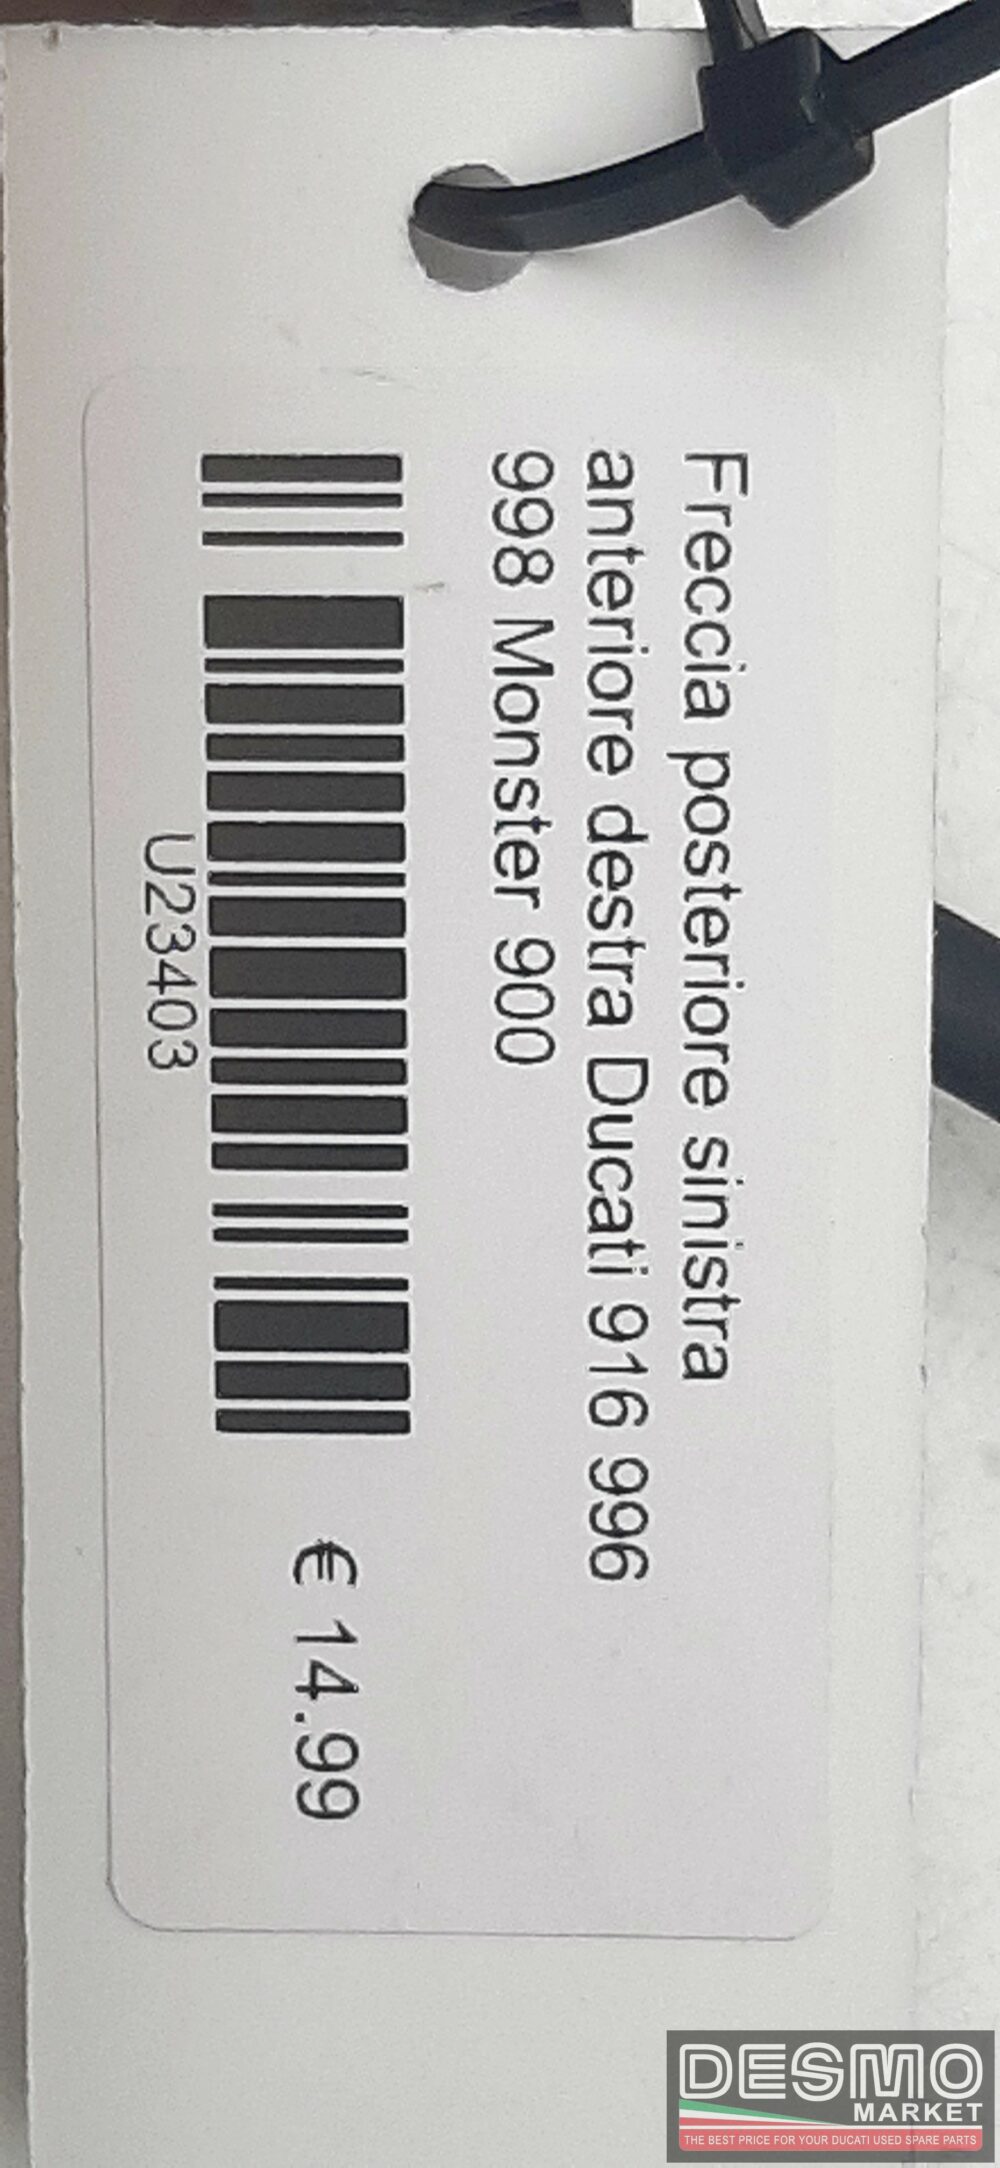 Freccia posteriore sinistra
anteriore destra Ducati 916 996
998 Monster 900
U23403
€ 14.99
DESMO
MARKET
THE BEST PRICE FOR YOUR DUCATI USED SPARE PARTS